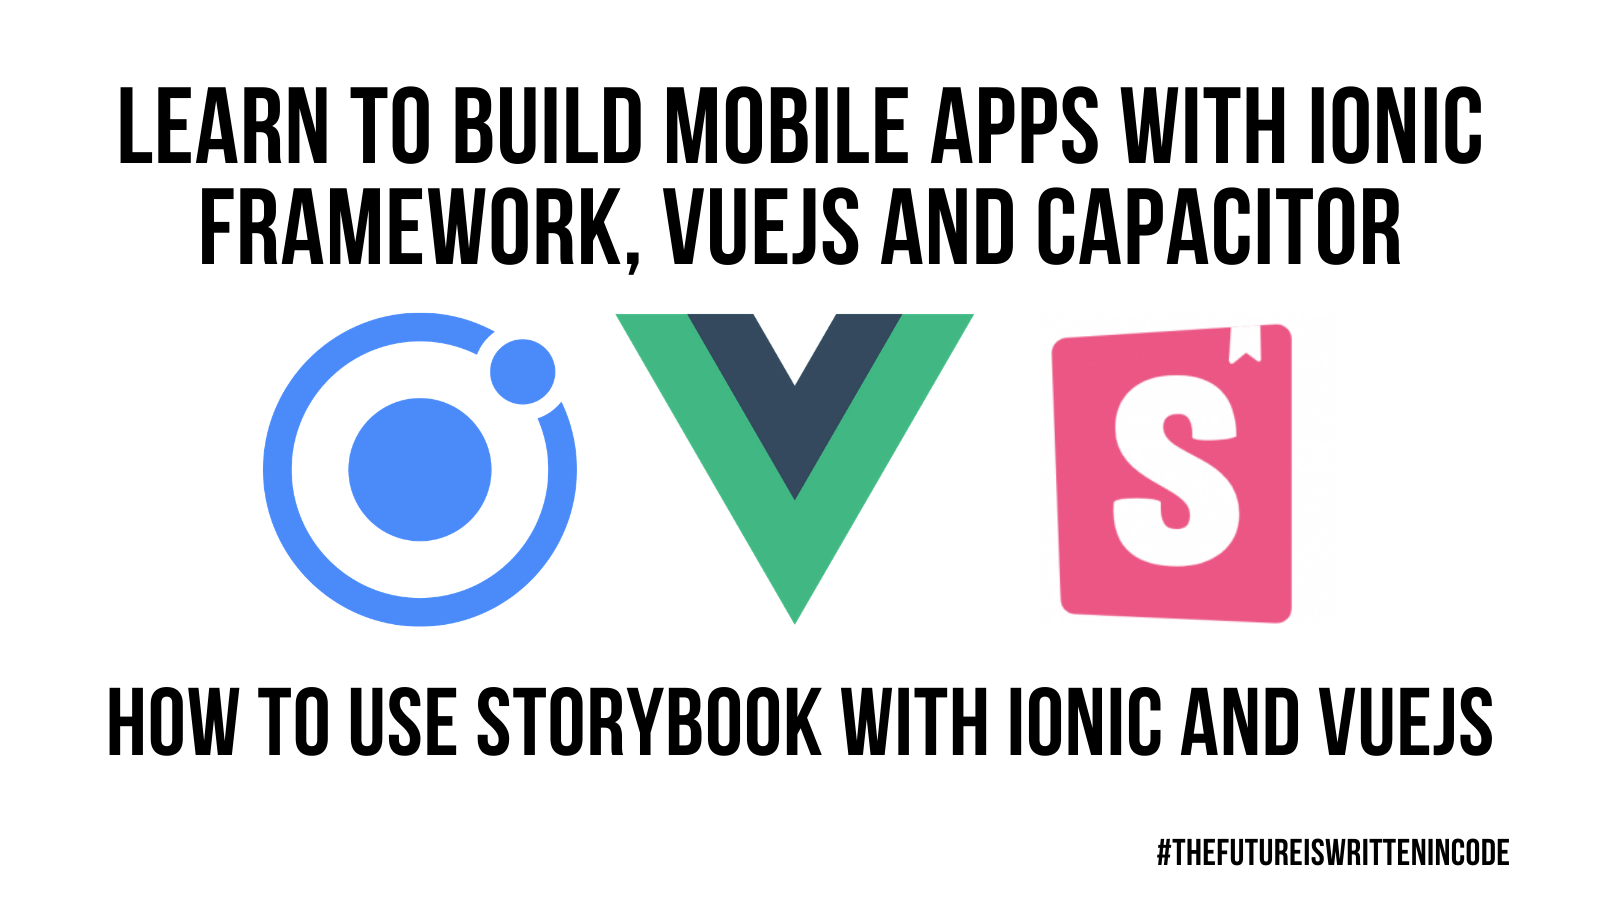 LEARN TO BUILD MOBILE APPS WITH IONIC
FRAMEWORK, VUEJS AND CAPACITOR
S
HOW TO USE STORYBOOK WITH IONIC AND VUEJS
#THEFUTUREISWRITTENINCODE